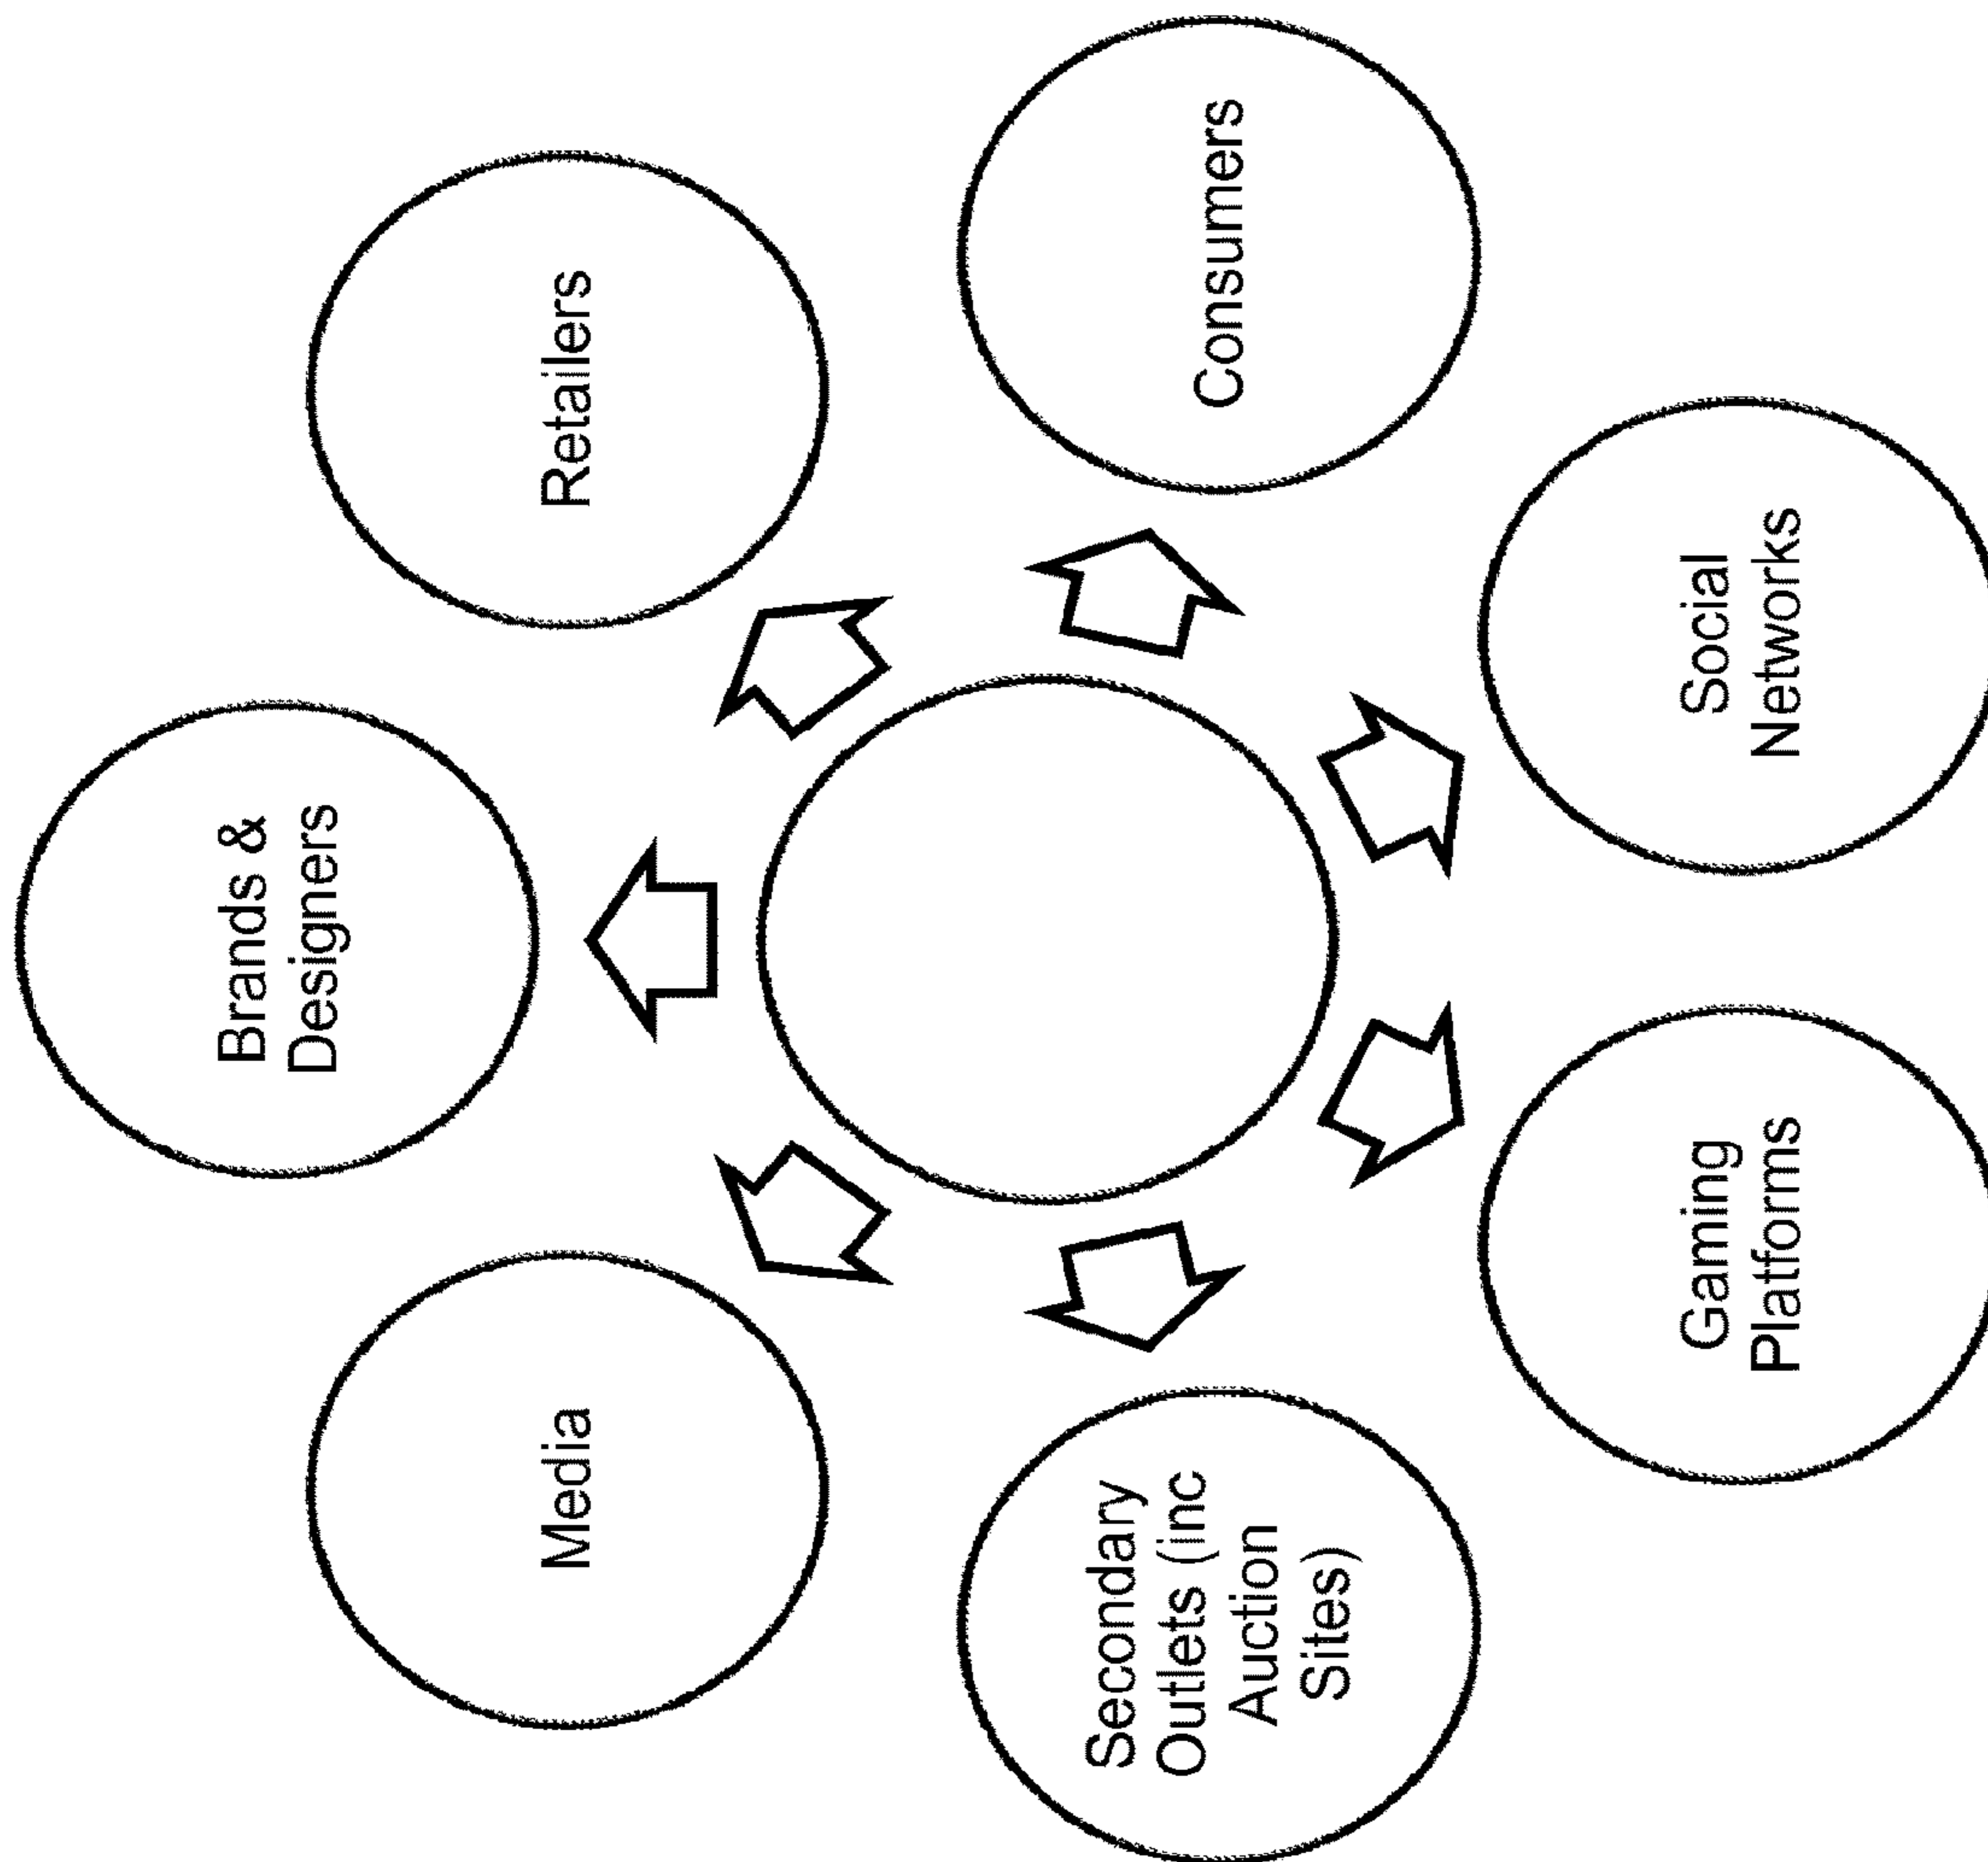 Brands &
Designers
Retailers
Consumers
Social
Networks
Gaming
Platforms
Secondary
Outlets (inc
Auction
Sites)
Media